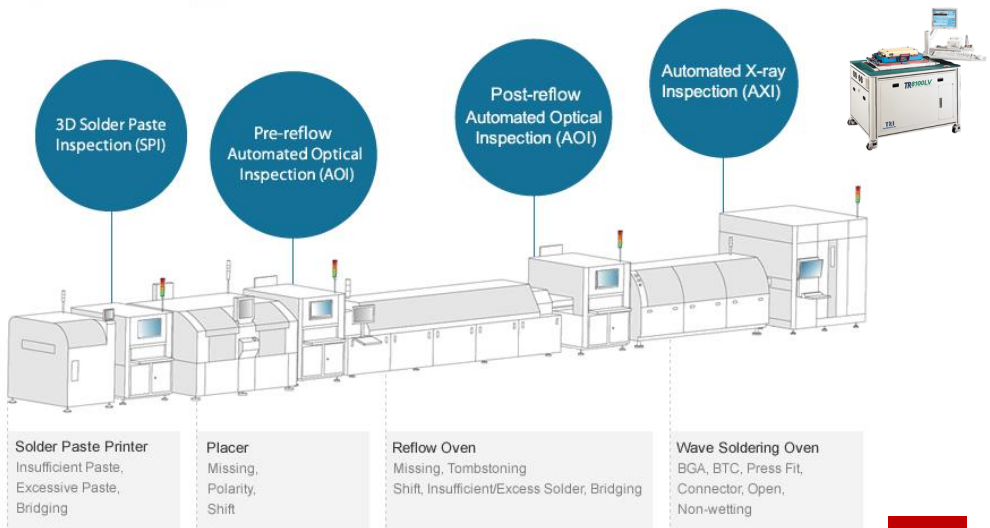 3D Solder Paste
Inspection (SPI)
Pre-reflow
Automated Optical
Inspection (AOI)
Post-reflow
Automated Optical
Inspection (AOI)
Automated X-ray
Inspection (AXI)
TR8100LV
TRI
Solder Paste Printer
Insufficient Paste,
Excessive Paste,
Bridging
Placer
Missing,
Polarity,
Shift
Reflow Oven
Missing, Tombstoning
Shift, Insufficient/Excess Solder, Bridging
Wave Soldering Oven
BGA, BTC, Press Fit,
Connector, Open,
Non-wetting